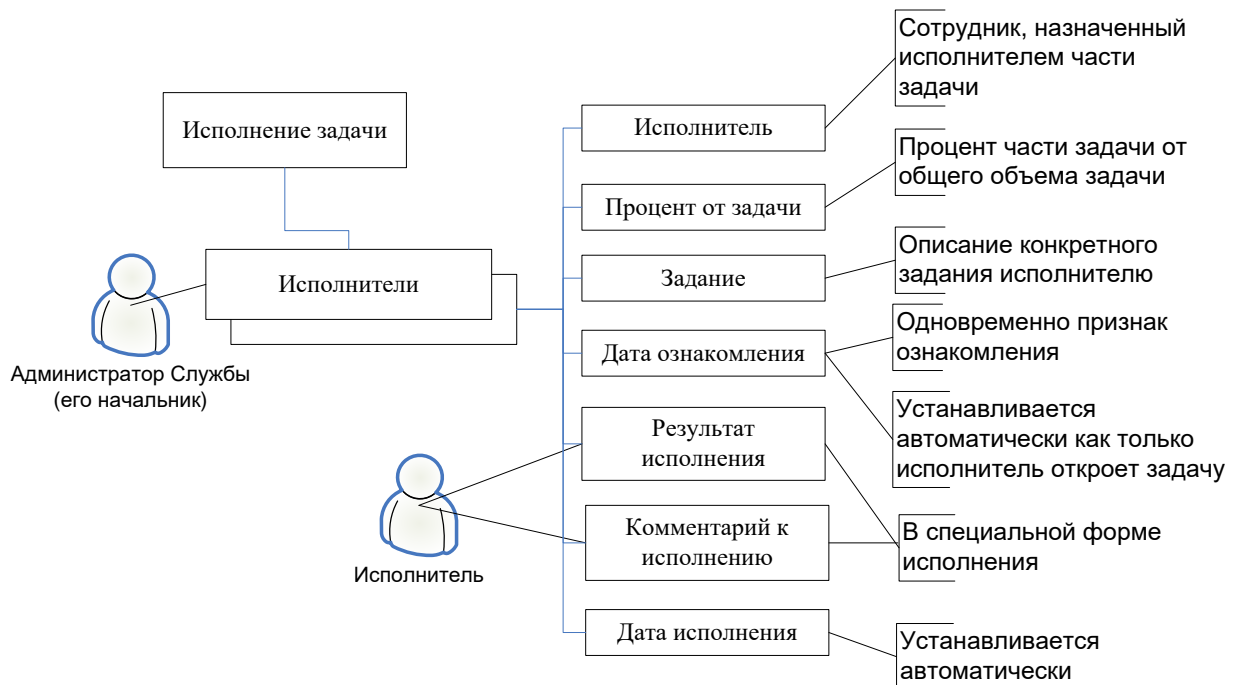 Сотрудник, назначенный
исполнителем части
задачи
Исполнение задачи
Исполнитель
Процент части задачи от
общего объема задачи
Процент от задачи
Исполнители
Задание
Описание конкретного
задания исполнителю
Администратор Службы
(его начальник)
Дата ознакомления
Одновременно признак
ознакомления
Устанавливается
автоматически как только
исполнитель откроет задачу
Результат
исполнения
Исполнитель
Комментарий к
исполнению
В специальной форме
исполнения
Дата исполнения
Устанавливается
автоматически